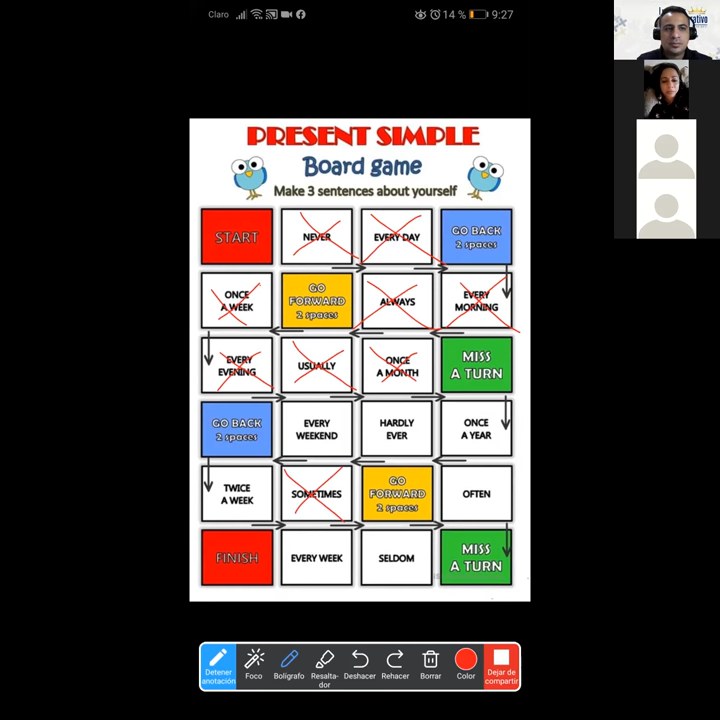 Claro 14 % 9:27
PRESENT SIMPLE
Board game
Make 3 sentences about yourself
START
NEVER
EVERY DAY
GO BACK
2 spaces
ONCE
A WEEK
GO
FORWARD
2 spaces
ALWAYS
EVERY
MORNING
EVERY
EVENING
USUALLY
ONCE
A MONTH
MISS
A TURN
GO BACK
2 spaces
EVERY
WEEKEND
HARDLY
EVER
ONCE
A YEAR
TWICE
A WEEK
SOMETIMES
GO
FORWARD
2 spaces
OFTEN
FINISH
EVERY WEEK
SELDOM
MISS
A TURN
Detener
anotación
Foco
Bolígrafo
Resalta-
dor
Deshacer
Rehacer
Borrar
Color
Dejar de
compartir